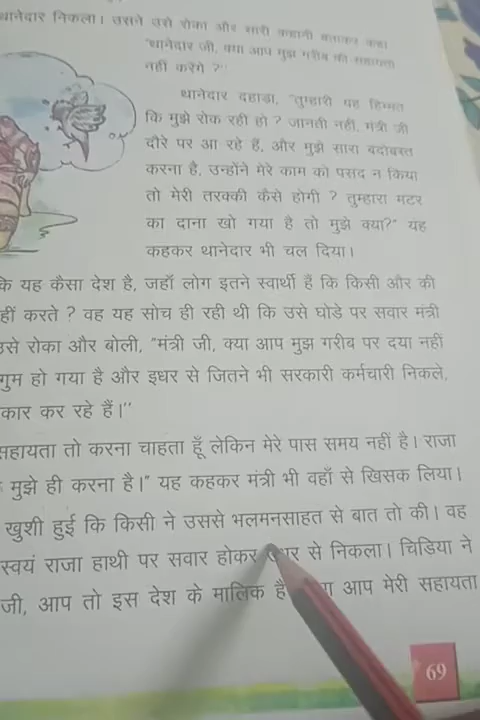 थानेदार निकला। उसने उसे रोका और सारी कहानी बताकर कहा
"थानेदार जी, क्या आप मुझ गरीब की सहायता
नहीं करेंगे ?"
थानेदार दहाड़ा, "तुम्हारी यह हिम्मत
कि मुझे रोक रही हो ? जानती नहीं, मंत्री जी
दौरे पर आ रहे हैं, और मुझे सारा बंदोबस्त
करना है, उन्होंने मेरे काम को पसंद न किया
तो मेरी तरक्की कैसे होगी ? तुम्हारा मटर
का दाना खो गया है तो मुझे क्या?" यह
कहकर थानेदार भी चल दिया।
कि यह कैसा देश है, जहाँ लोग इतने स्वार्थी हैं कि किसी और की
हीं करते ? वह यह सोच ही रही थी कि उसे घोडे पर सवार मंत्री
उसे रोका और बोली, "मंत्री जी, क्या आप मुझ गरीब पर दया नहीं
गुम हो गया है और इधर से जितने भी सरकारी कर्मचारी निकले,
कार कर रहे हैं।"
सहायता तो करना चाहता हूँ लेकिन मेरे पास समय नहीं है। राजा
मुझे ही करना है।" यह कहकर मंत्री भी वहाँ से खिसक लिया।
खुशी हुई कि किसी ने उससे भलमनसाहत से बात तो की। वह
स्वयं राजा हाथी पर सवार होकर से निकला। चिडिया ने
जी, आप तो इस देश के मालिक हैं आप मेरी सहायता
69